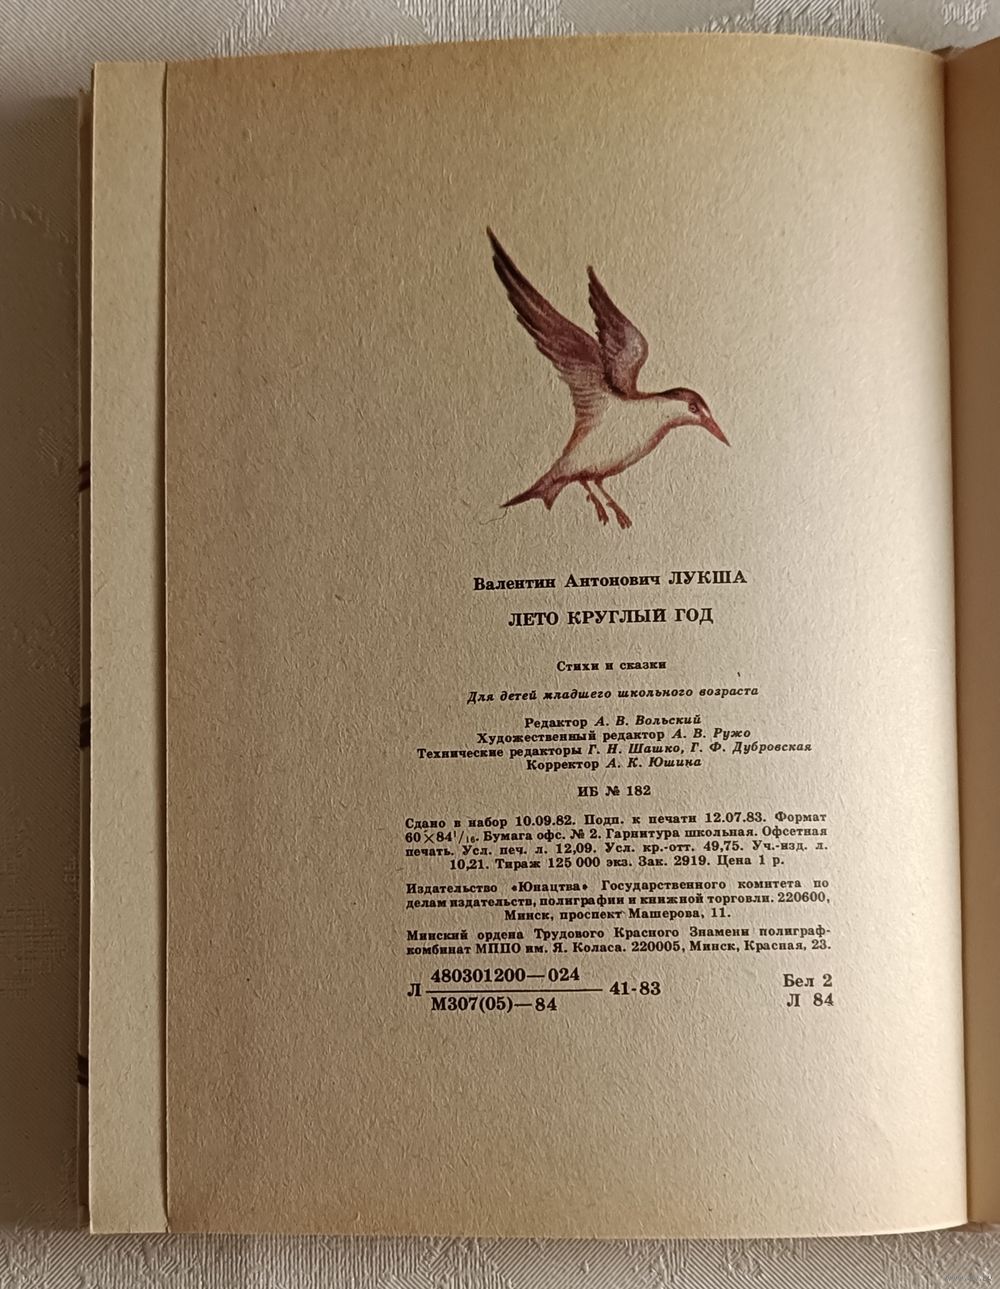 Валентин Антонович ЛУКША
ЛЕТО КРУГЛЫЙ ГОД
Стихи и сказки
Для детей младшего школьного возраста
Редактор А. В. Вольский
Художественный редактор А. В. Ружо
Технические редакторы Г. Н. Шашко, Г. Ф. Дубровская
Корректор А. К. Юшина
ИБ № 182
Сдано в набор 10.09.82. Подп. к печати 12.07.83. Формат
60×84¹/₁₆. Бумага офс. № 2. Гарнитура школьная. Офсетная
печать. Усл. печ. л. 12,09. Усл. кр.-отт. 49,75. Уч.-изд. л.
10,21. Тираж 125 000 экз. Зак. 2919. Цена 1 р.
Издательство «Юнацтва» Государственного комитета по
делам издательств, полиграфии и книжной торговли. 220600,
Минск, проспект Машерова, 11.
Минский ордена Трудового Красного Знамени полиграф-
комбинат МППО им. Я. Коласа. 220005, Минск, Красная, 23.
480301200—024
Л 41-83
М307(05)—84
Бел 2
Л 84